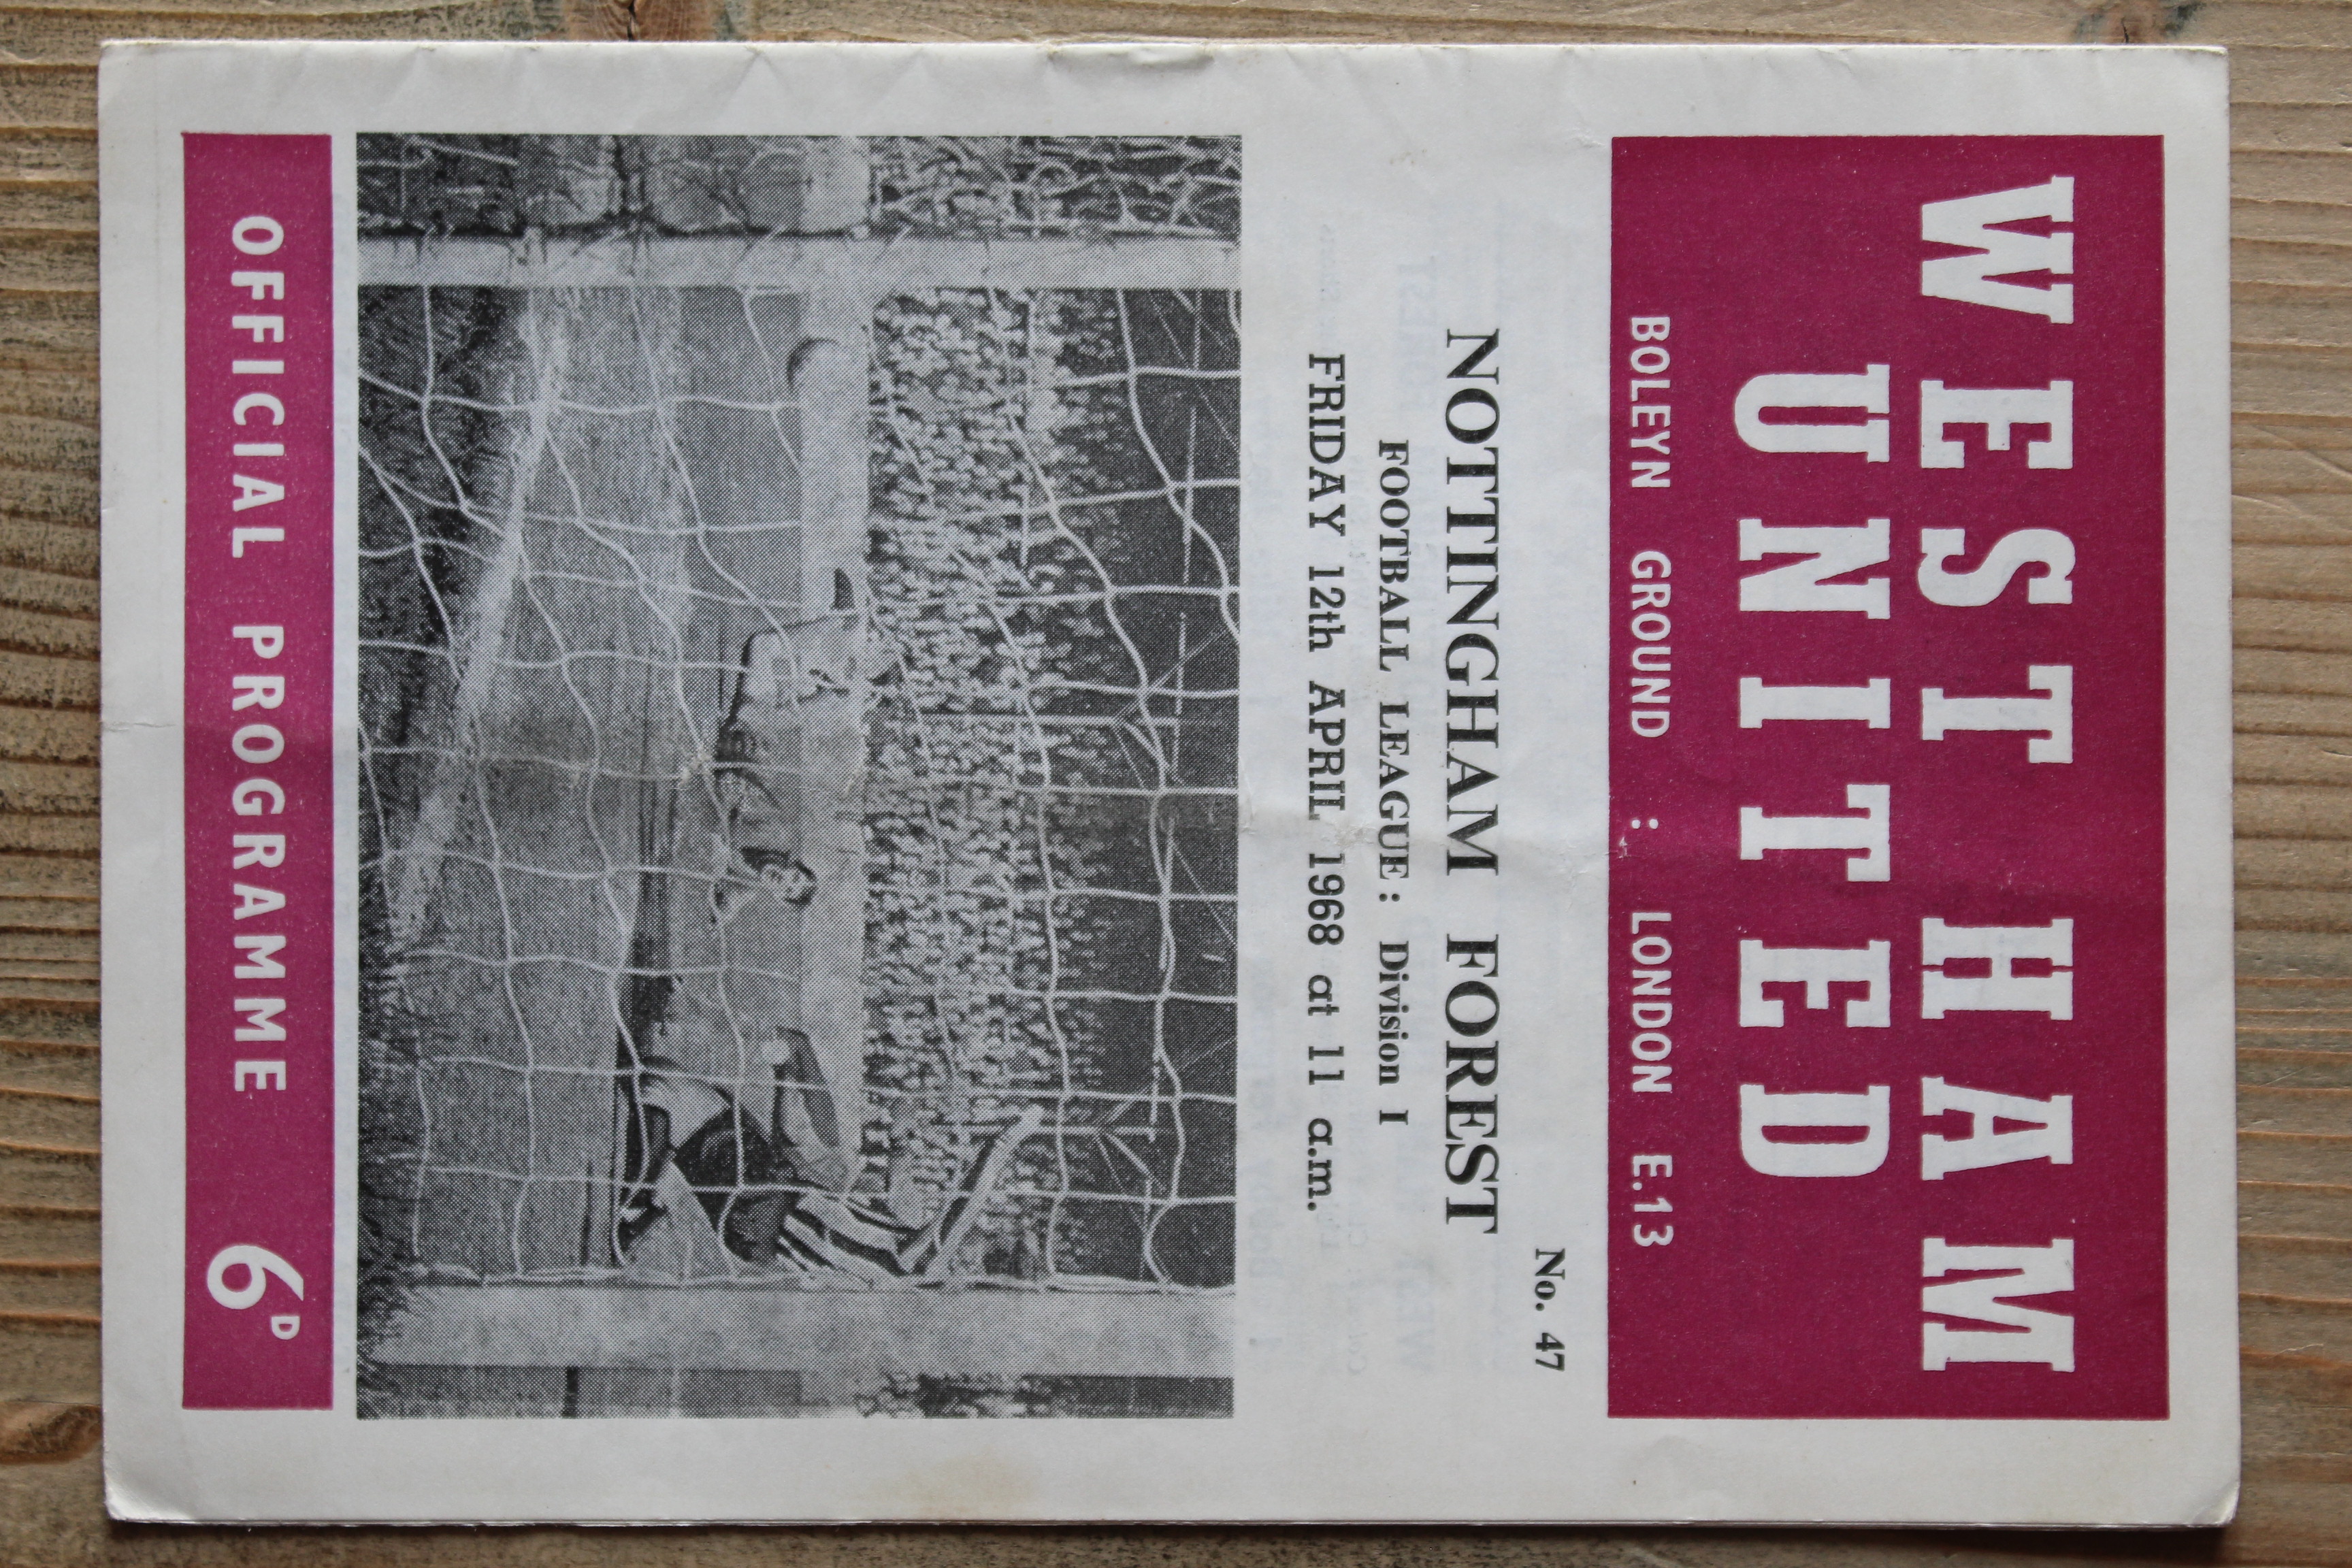 WEST HAM
UNITED
BOLEYN GROUND : LONDON E.13
No. 47
NOTTINGHAM FOREST
FOOTBALL LEAGUE: Division I
FRIDAY 12th APRIL 1968 at 11 a.m.
OFFICIAL PROGRAMME 6D